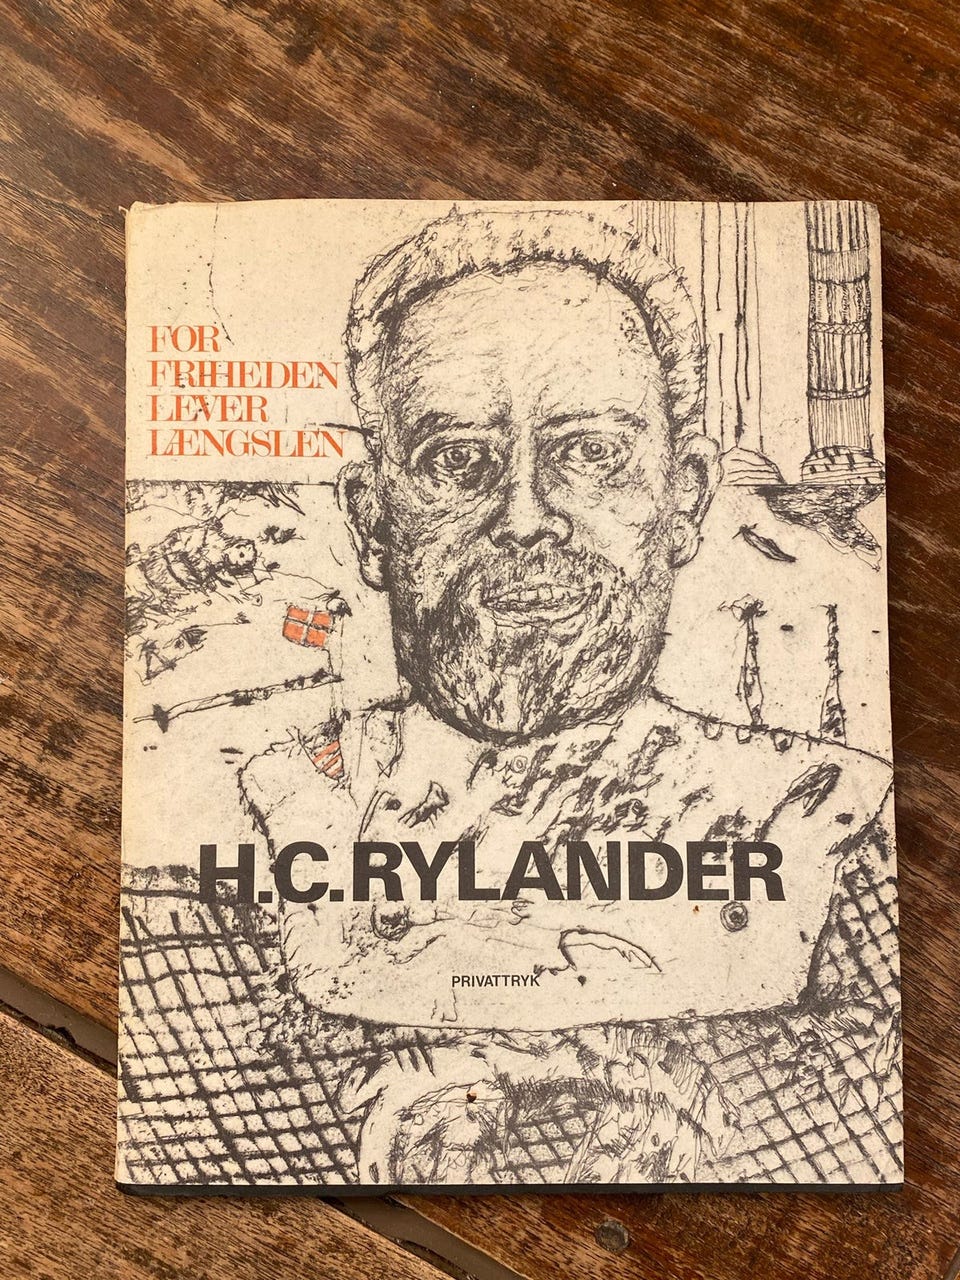 FOR
FRIHEDEN
LEVER
LÆNGSLEN
H.C.RYLANDER
PRIVATTRYK